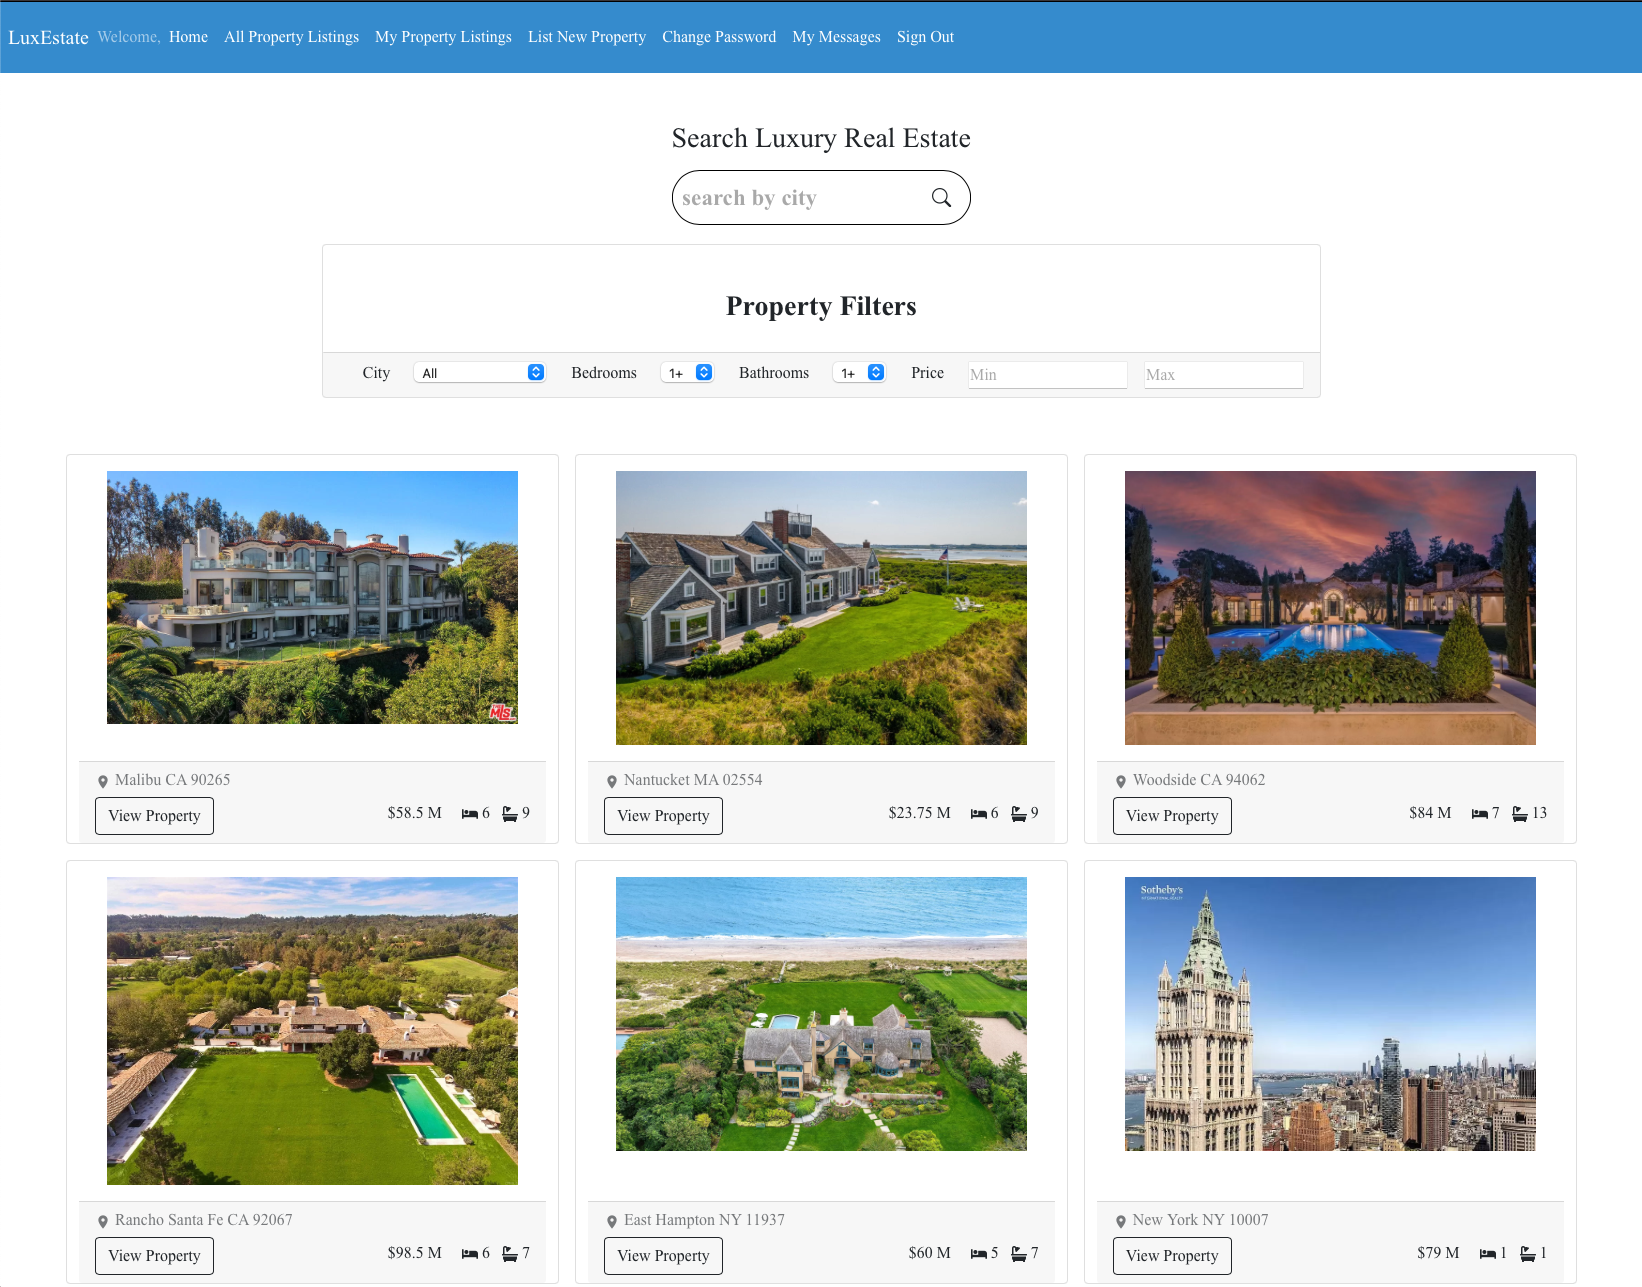 LuxEstate Welcome, Home All Property Listings My Property Listings List New Property Change Password My Messages Sign Out
Search Luxury Real Estate
search by city
Property Filters
City All Bedrooms 1+ Bathrooms 1+ Price Min Max
MLS
Malibu CA 90265
View Property $58.5 M 6 9
Nantucket MA 02554
View Property $23.75 M 6 9
Woodside CA 94062
View Property $84 M 7 13
Sotheby's
INTERNATIONAL REALTY
Rancho Santa Fe CA 92067
View Property $98.5 M 6 7
East Hampton NY 11937
View Property $60 M 5 7
New York NY 10007
View Property $79 M 1 1